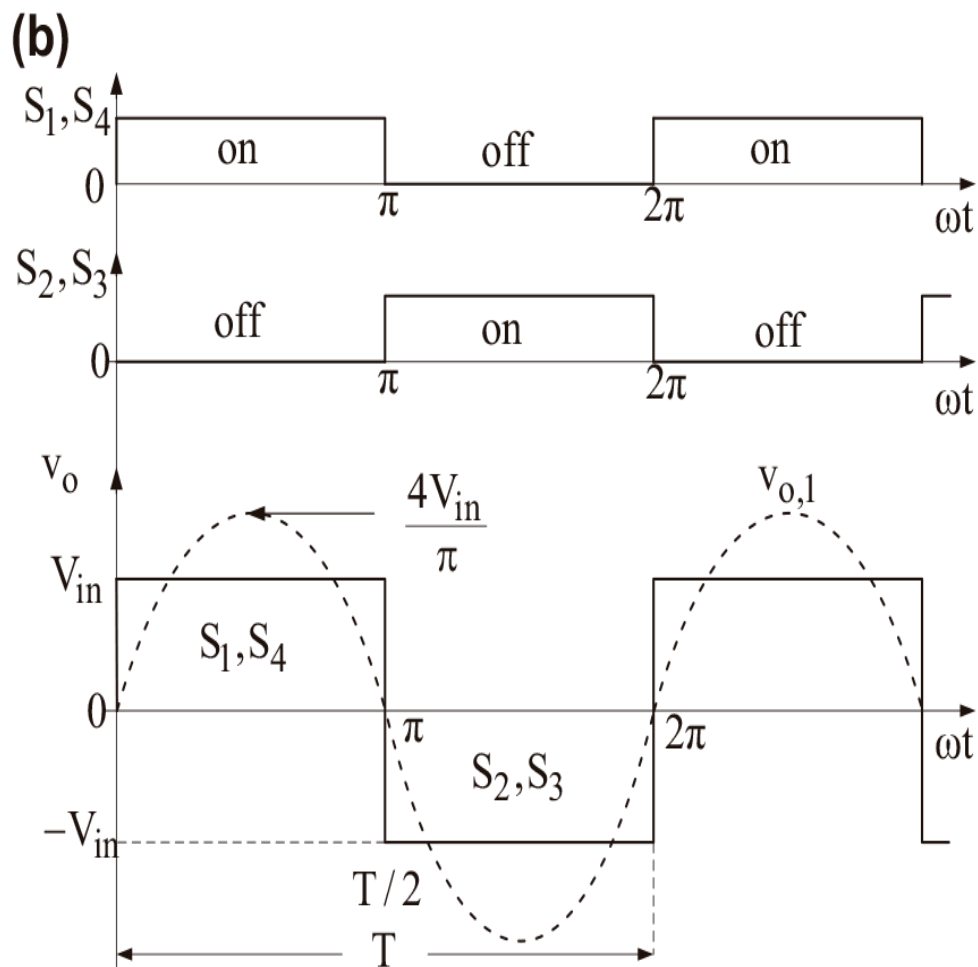 (b)
S₁,S₄
on
off
on
0
π
2π
ωt
S₂,S₃
off
on
off
0
π
2π
ωt
vₒ
4Vᵢₙ
π
vₒ,₁
Vᵢₙ
S₁,S₄
0
π
2π
ωt
S₂,S₃
−Vᵢₙ
T/2
T